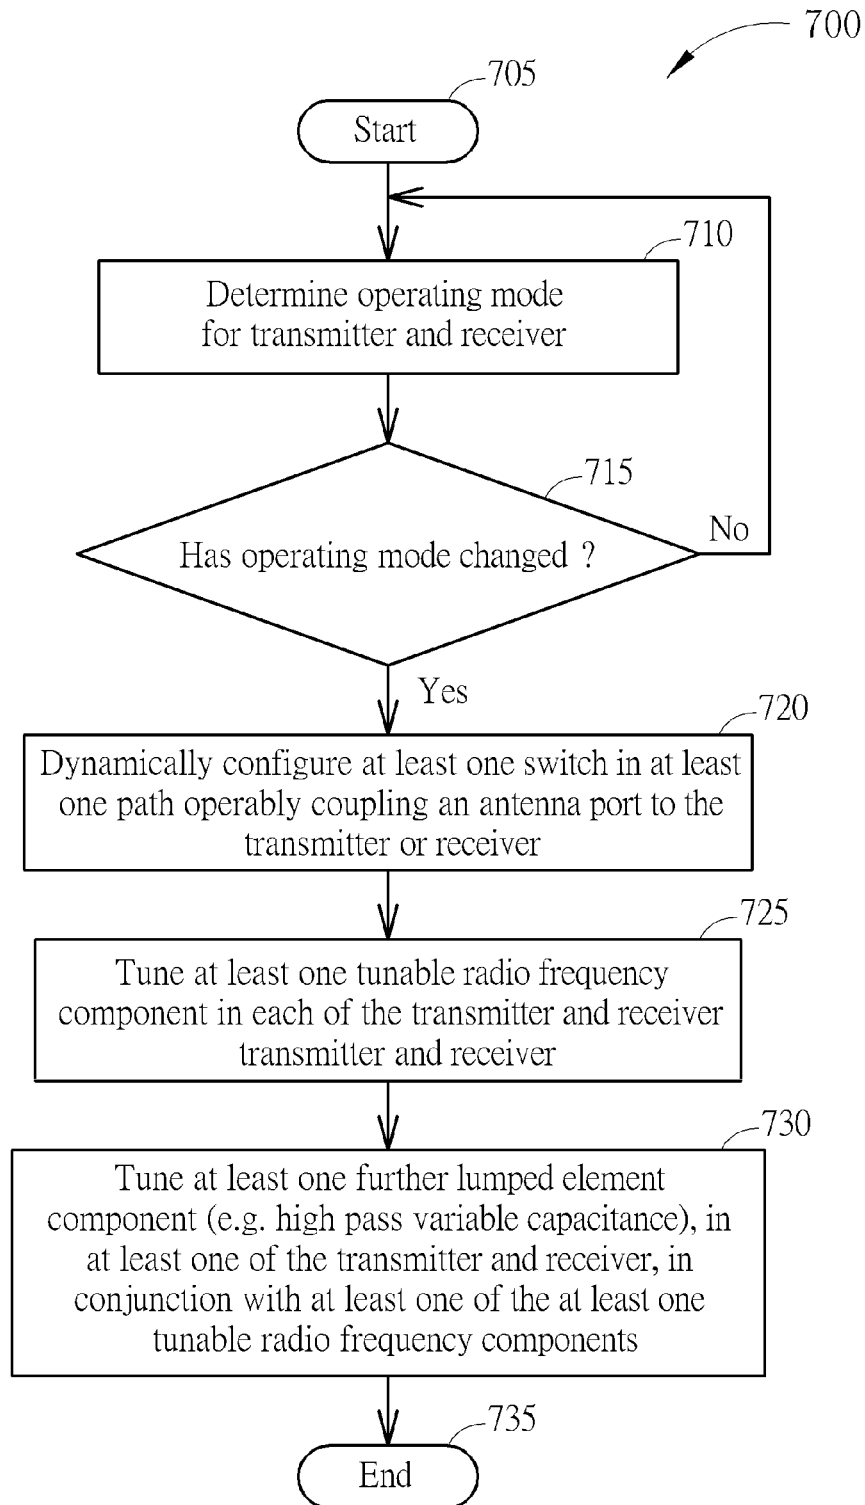 700
705
Start
710
Determine operating mode
for transmitter and receiver
715
Has operating mode changed ?
No
Yes
720
Dynamically configure at least one switch in at least
one path operably coupling an antenna port to the
transmitter or receiver
725
Tune at least one tunable radio frequency
component in each of the transmitter and receiver
transmitter and receiver
730
Tune at least one further lumped element
component (e.g. high pass variable capacitance), in
at least one of the transmitter and receiver, in
conjunction with at least one of the at least one
tunable radio frequency components
735
End